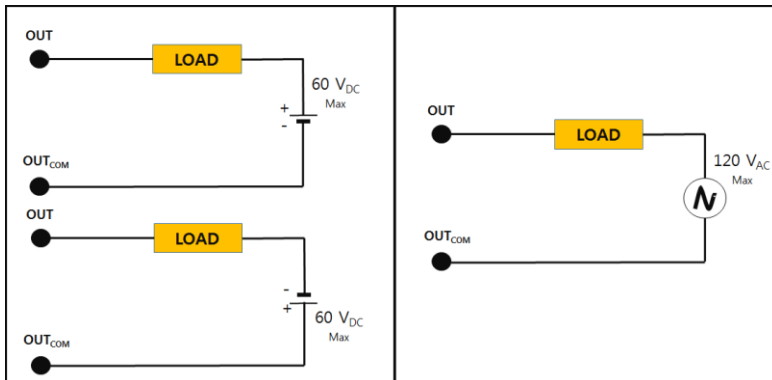 OUT
LOAD
60 VDC
Max
+
-
OUTCOM
OUT
LOAD
-
+
60 VDC
Max
OUTCOM
OUT
LOAD
120 VAC
Max
OUTCOM